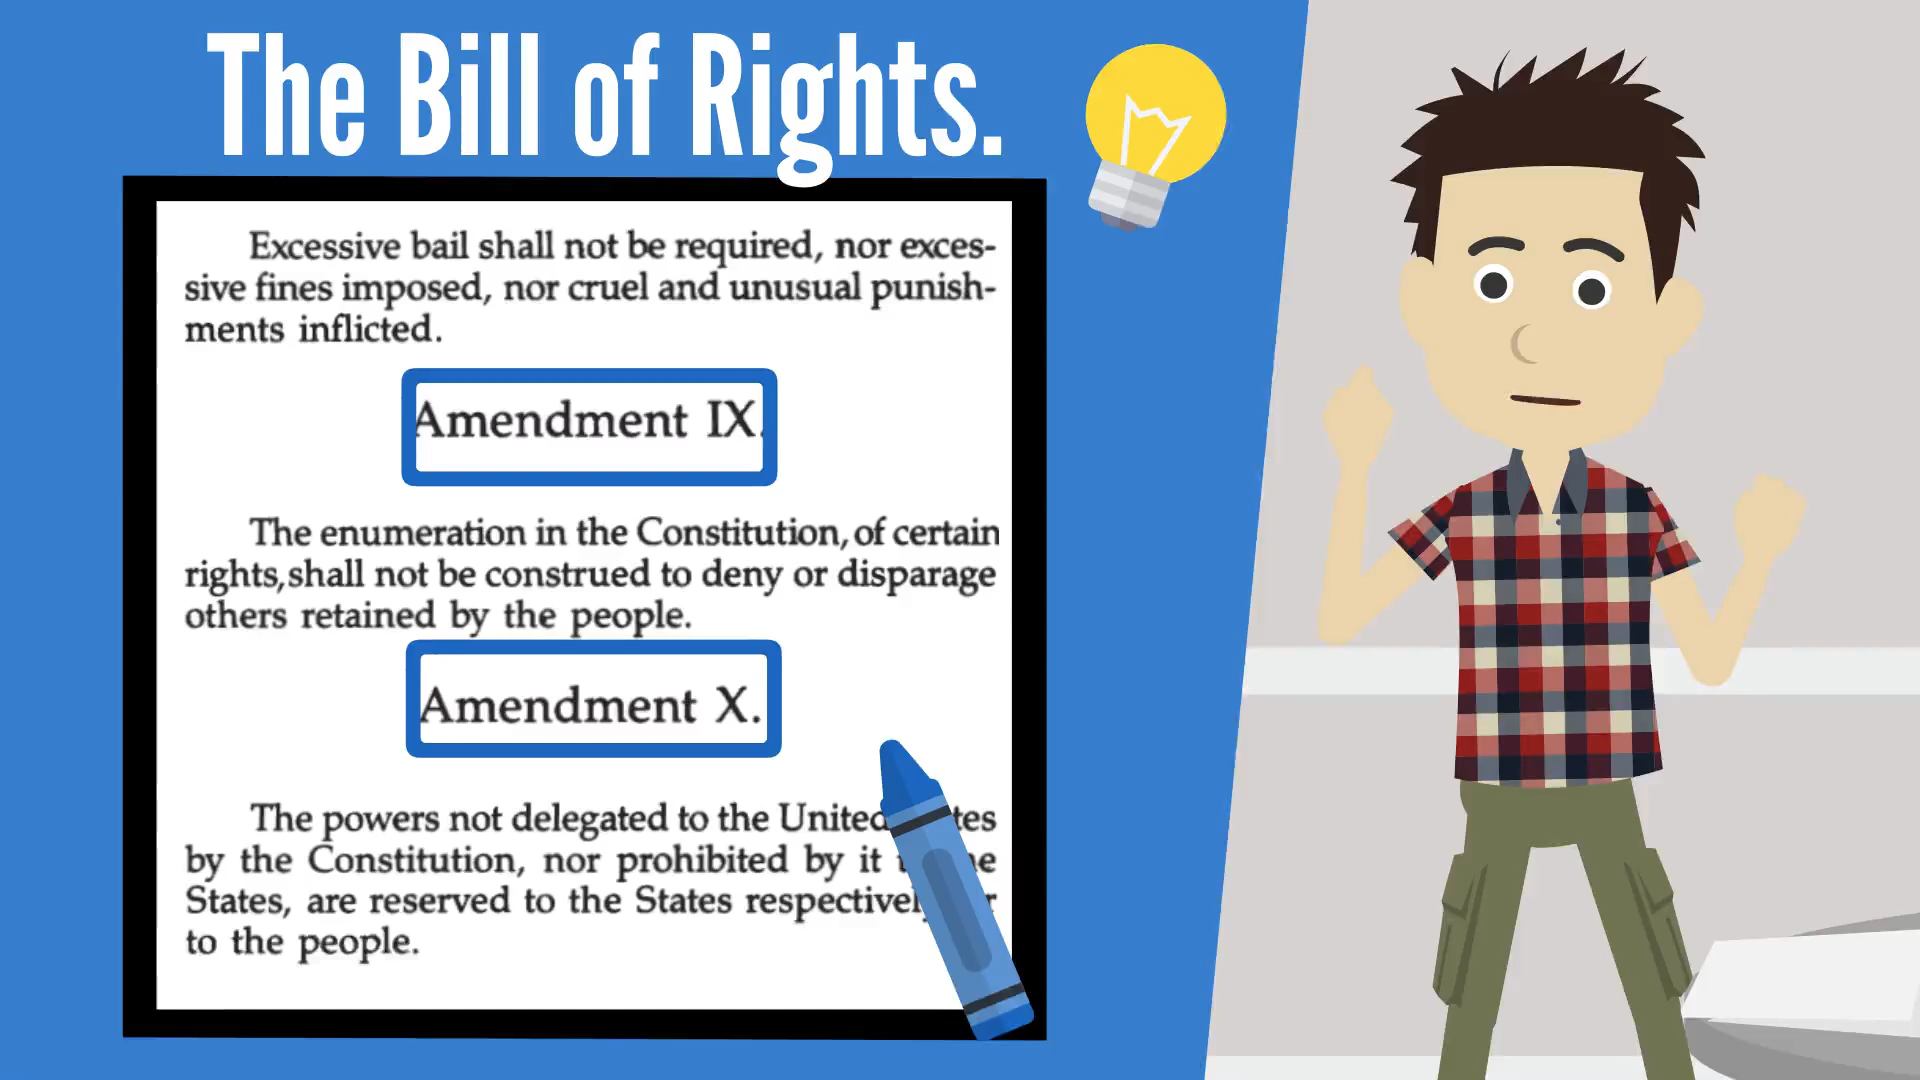 The Bill of Rights.
Excessive bail shall not be required, nor exces-
sive fines imposed, nor cruel and unusual punish-
ments inflicted.
Amendment IX.
The enumeration in the Constitution, of certain
rights, shall not be construed to deny or disparage
others retained by the people.
Amendment X.
The powers not delegated to the United
by the Constitution, nor prohibited by it
States, are reserved to the States
to the people.